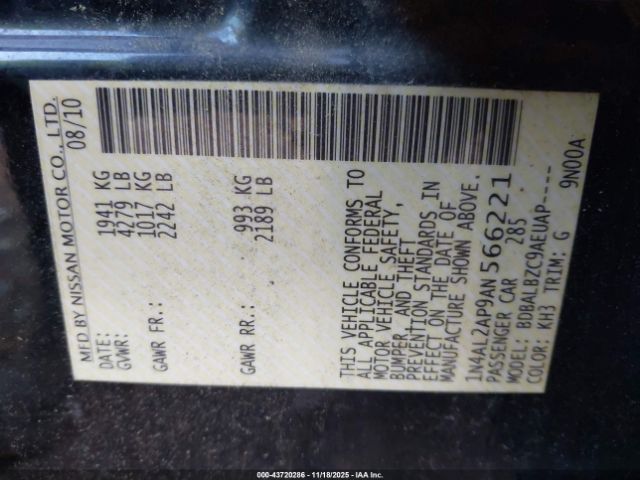 MFD BY NISSAN MOTOR CO., LTD.
DATE: 08/10
GVWR: 1941 KG
4279 LB
GAWR FR: 1017 KG
2242 LB
GAWR RR: 993 KG
2189 LB
THIS VEHICLE CONFORMS TO
ALL APPLICABLE FEDERAL
MOTOR VEHICLE SAFETY,
BUMPER, AND THEFT
PREVENTION STANDARDS IN
EFFECT ON THE DATE OF
MANUFACTURE SHOWN ABOVE.
1N4AL2AP9AN566221
PASSENGER CAR 285
MODEL: BDBALBZC9AEUAP----
COLOR: KH3 TRIM: G 9N00A
000-43720286 - 11/18/2025 - IAA Inc.